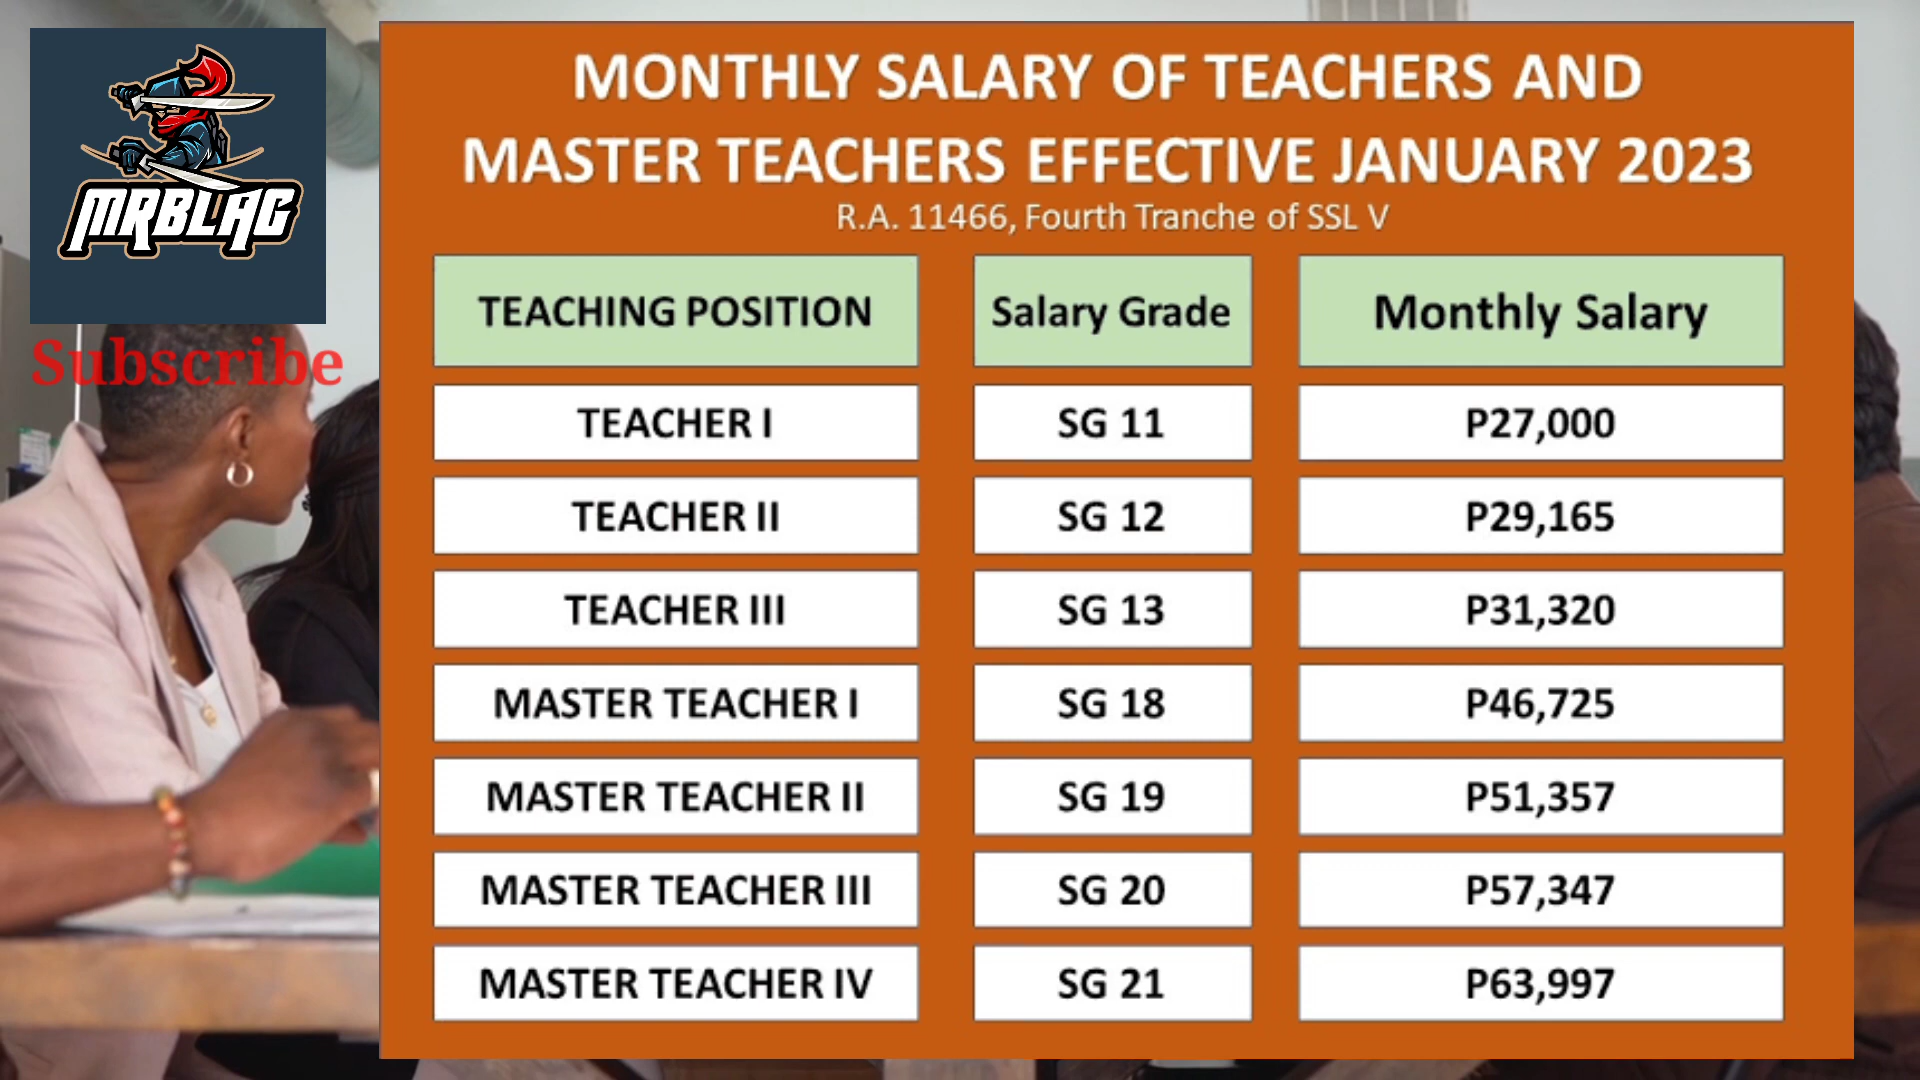 MRBLAG
Subscribe
MONTHLY SALARY OF TEACHERS AND
MASTER TEACHERS EFFECTIVE JANUARY 2023
R.A. 11466, Fourth Tranche of SSL V
TEACHING POSITION Salary Grade Monthly Salary
TEACHER I SG 11 P27,000
TEACHER II SG 12 P29,165
TEACHER III SG 13 P31,320
MASTER TEACHER I SG 18 P46,725
MASTER TEACHER II SG 19 P51,357
MASTER TEACHER III SG 20 P57,347
MASTER TEACHER IV SG 21 P63,997